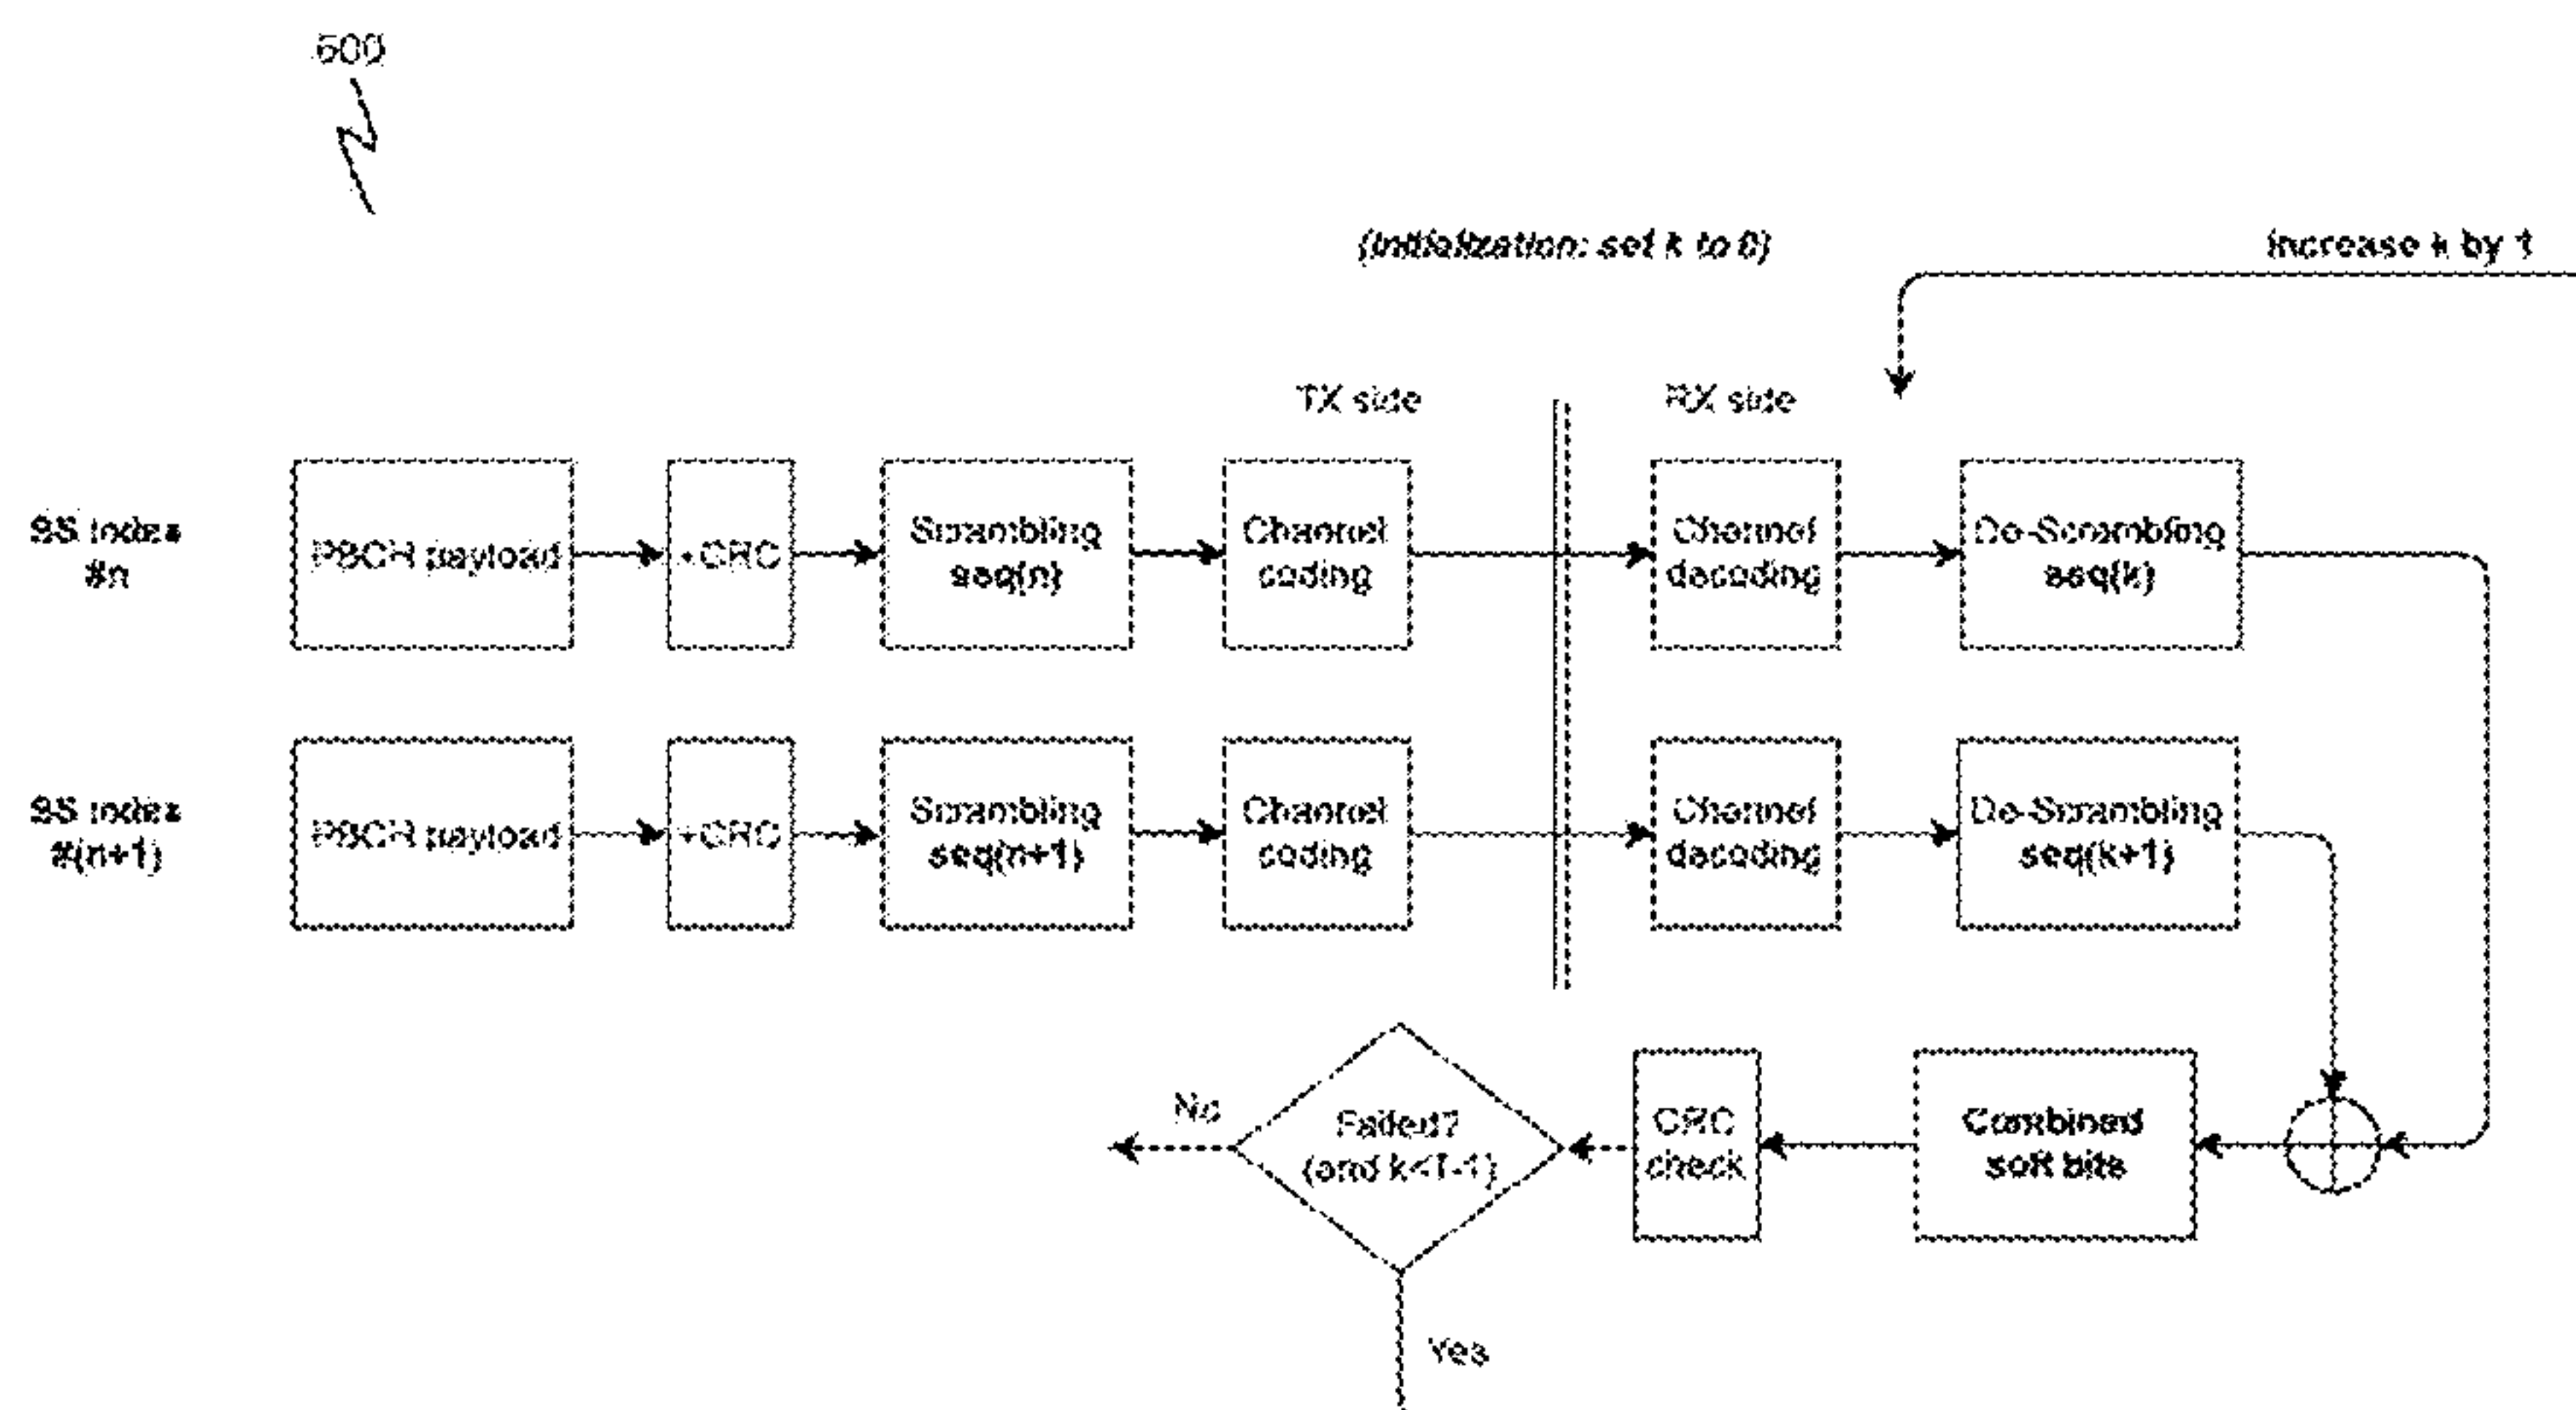 (Initialization: set k to 0)
Increase k by 1
TX side
RX side
SS index
#n
PBCH payload
+CRC
Scrambling
seq(n)
Channel
coding
Channel
decoding
De-Scrambling
seq(k)
SS index
#(n+1)
PBCH payload
+CRC
Scrambling
seq(n+1)
Channel
coding
Channel
decoding
De-Scrambling
seq(k+1)
No
Failed?
(and
CRC
check
Combined
soft bits
Yes